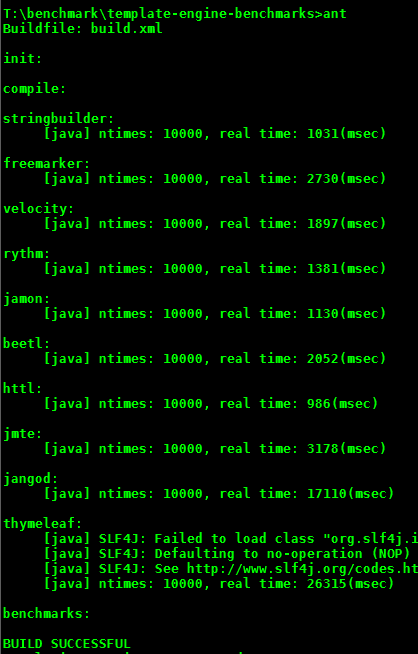 T:\benchmark\template-engine-benchmarks>ant
Buildfile: build.xml
init:
compile:
stringbuilder:
[java] ntimes: 10000, real time: 1031(msec)
freemarker:
[java] ntimes: 10000, real time: 2730(msec)
velocity:
[java] ntimes: 10000, real time: 1897(msec)
rythm:
[java] ntimes: 10000, real time: 1381(msec)
jamon:
[java] ntimes: 10000, real time: 1130(msec)
beetl:
[java] ntimes: 10000, real time: 2052(msec)
httl:
[java] ntimes: 10000, real time: 986(msec)
jmte:
[java] ntimes: 10000, real time: 3178(msec)
jangod:
[java] ntimes: 10000, real time: 17110(msec)
thymeleaf:
[java] SLF4J: Failed to load class "org.slf4j.i
[java] SLF4J: Defaulting to no-operation (NOP)
[java] SLF4J: See http://www.slf4j.org/codes.ht
[java] ntimes: 10000, real time: 26315(msec)
benchmarks:
BUILD SUCCESSFUL